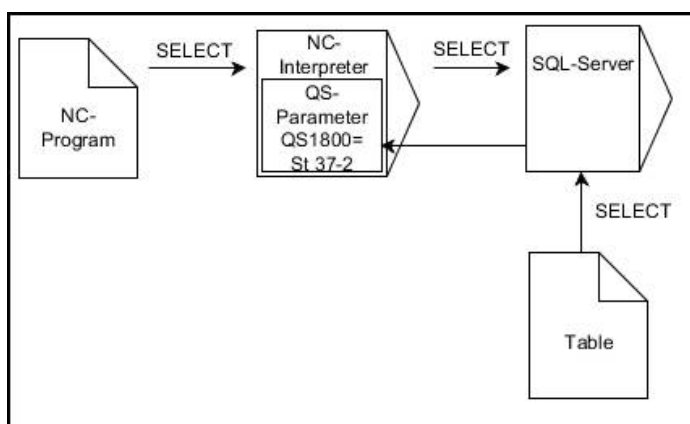 SELECT
NC-
Interpreter
SELECT
SQL-Server
NC-
Program
QS-
Parameter
QS1800=
St 37-2
SELECT
Table